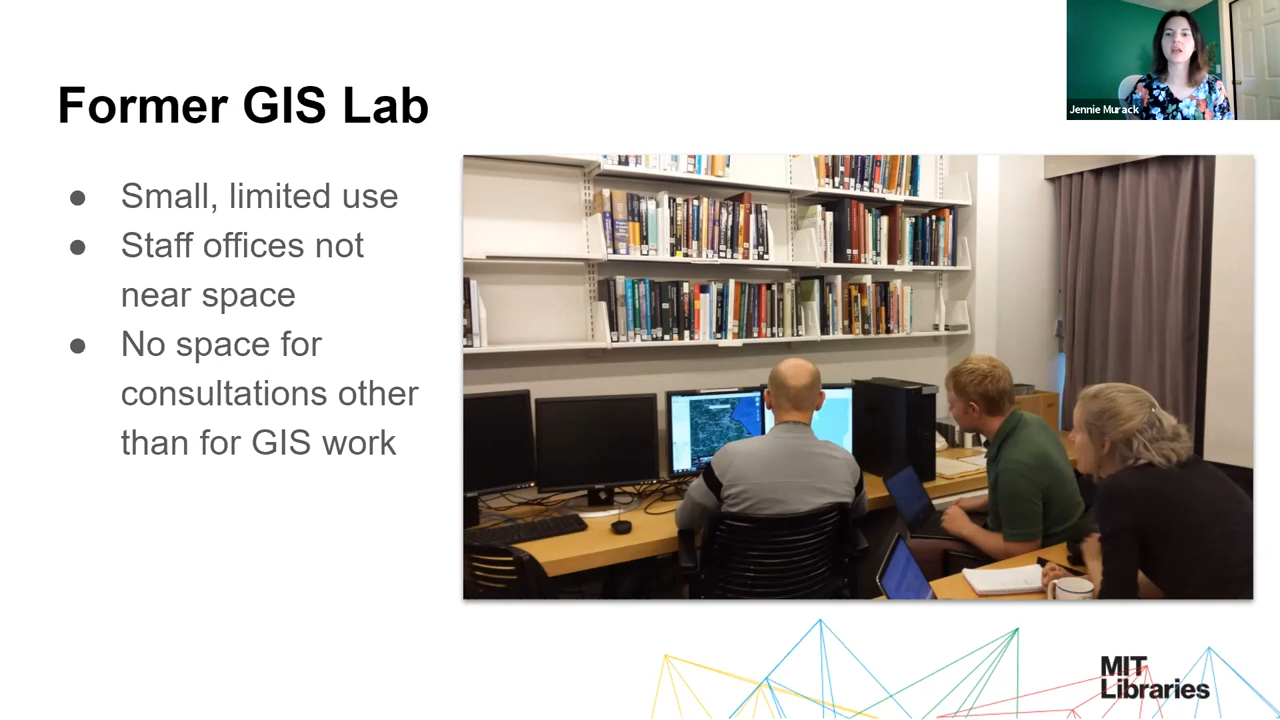 Jennie Murack
Former GIS Lab
● Small, limited use
● Staff offices not
near space
● No space for
consultations other
than for GIS work
MIT
Libraries